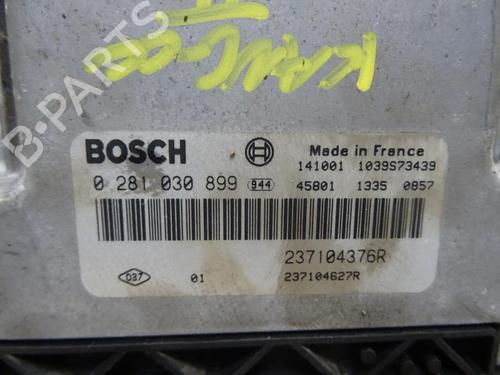 KANGOO
BOSCH
Made in France
141001 1039S73439
0 281 030 899 944
45801 1335 0857
237104376R
037 01 237104627R
B-PARTS